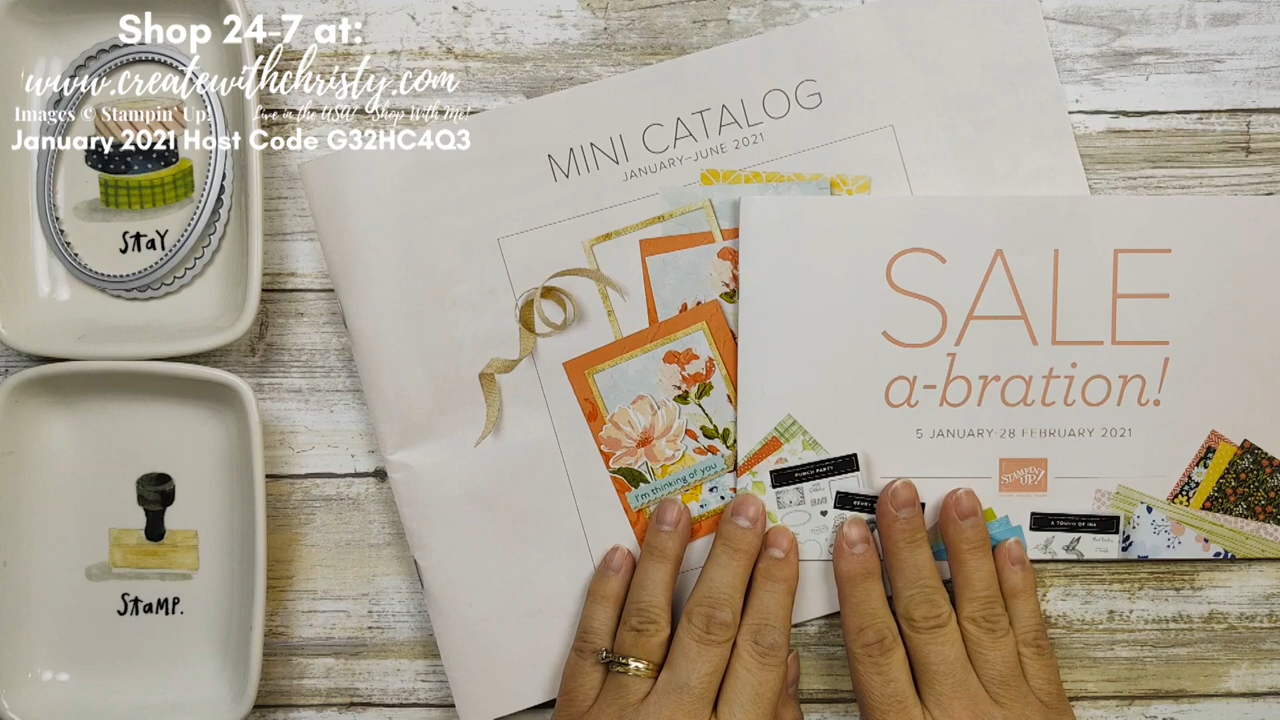 Shop 24-7 at:
www.createwithchristy.com
Images © Stampin' Up! Live in the USA? Shop With Me!
January 2021 Host Code G32HC4Q3
STaY
STaMP.
MINI CATALOG
JANUARY–JUNE 2021
I'm thinking of you
SALE
a-bration!
5 JANUARY-28 FEBRUARY 2021
STAMPIN' UP!
PUNCH PARTY
A TOUCH OF INK